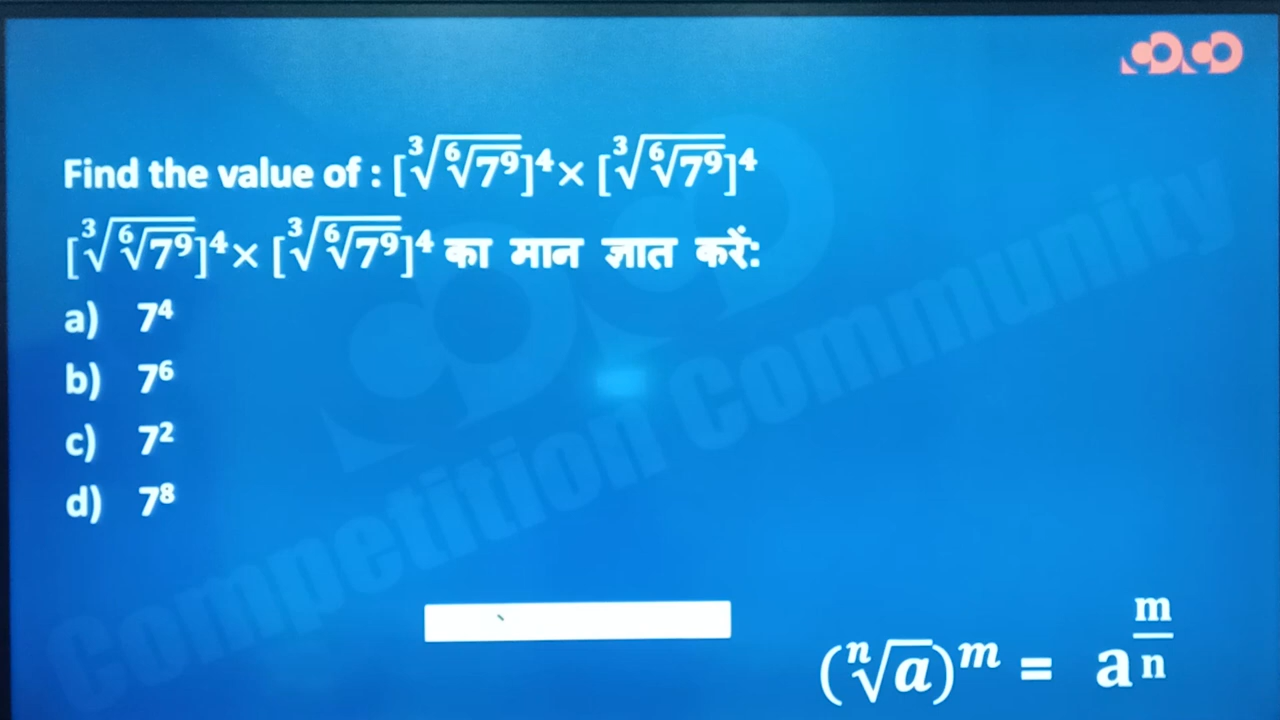 Find the value of : [∛(⁶√7⁹)]⁴ × [∛(⁶√7⁹)]⁴
[∛(⁶√7⁹)]⁴ × [∛(⁶√7⁹)]⁴ का मान ज्ञात करें:
a) 7⁴
b) 7⁶
c) 7²
d) 7⁸
Competition Community
(ⁿ√a)ᵐ = a^(m/n)